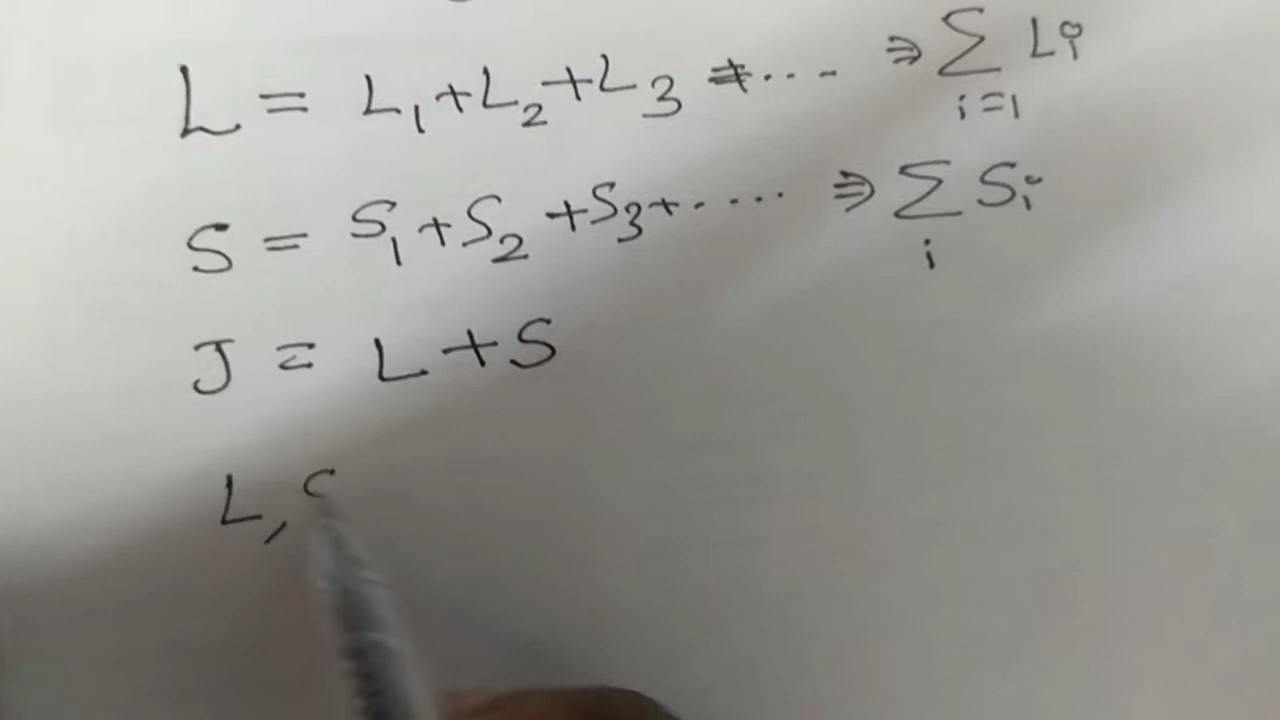 L = L₁+L₂+L₃ +.... ⇒ ∑ Li i=1
S = S₁+S₂+S₃+..... ⇒ ∑ Si i
J = L+S
L, S